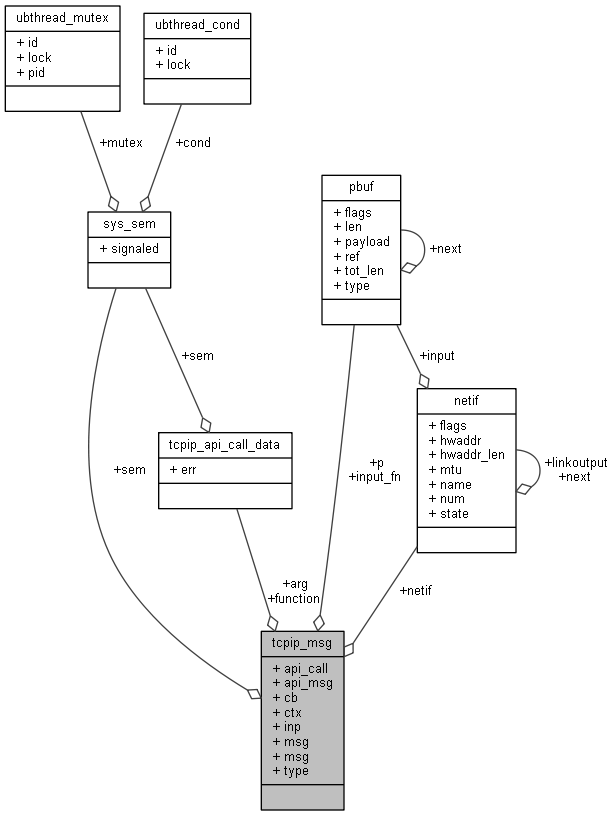 ubthread_mutex
+ id
+ lock
+ pid
ubthread_cond
+ id
+ lock
+mutex
+cond
sys_sem
+ signaled
pbuf
+ flags
+ len
+ payload
+ ref
+ tot_len
+ type
+next
+sem
+input
tcpip_api_call_data
+ err
netif
+ flags
+ hwaddr
+ hwaddr_len
+ mtu
+ name
+ num
+ state
+linkoutput
+next
+sem
+p
+input_fn
+arg
+function
+netif
tcpip_msg
+ api_call
+ api_msg
+ cb
+ ctx
+ inp
+ msg
+ msg
+ type